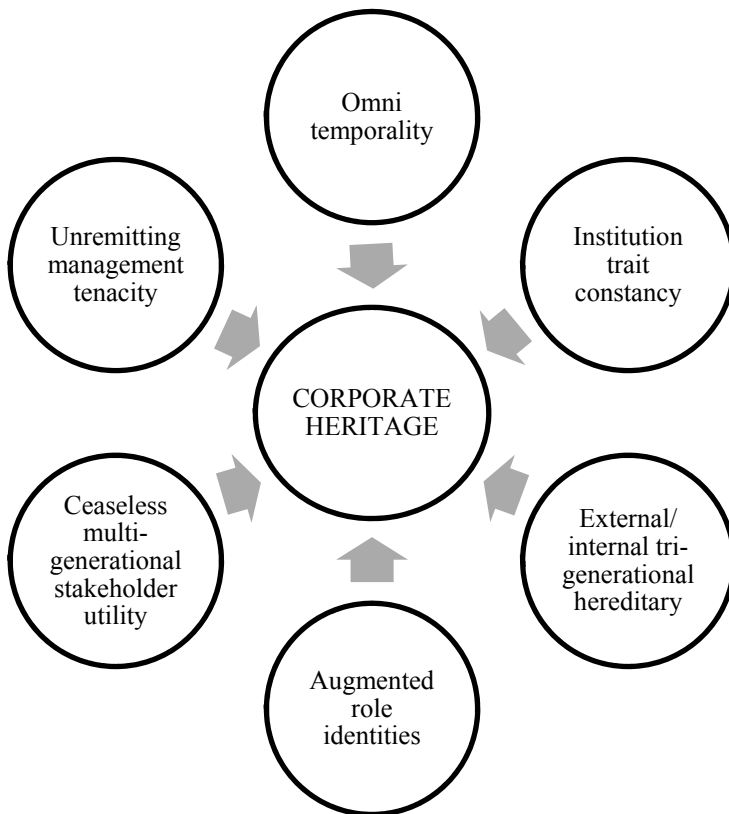 Omni
temporality
Unremitting
management
tenacity
Institution
trait
constancy
CORPORATE
HERITAGE
Ceaseless
multi-
generational
stakeholder
utility
External/
internal tri-
generational
hereditary
Augmented
role
identities